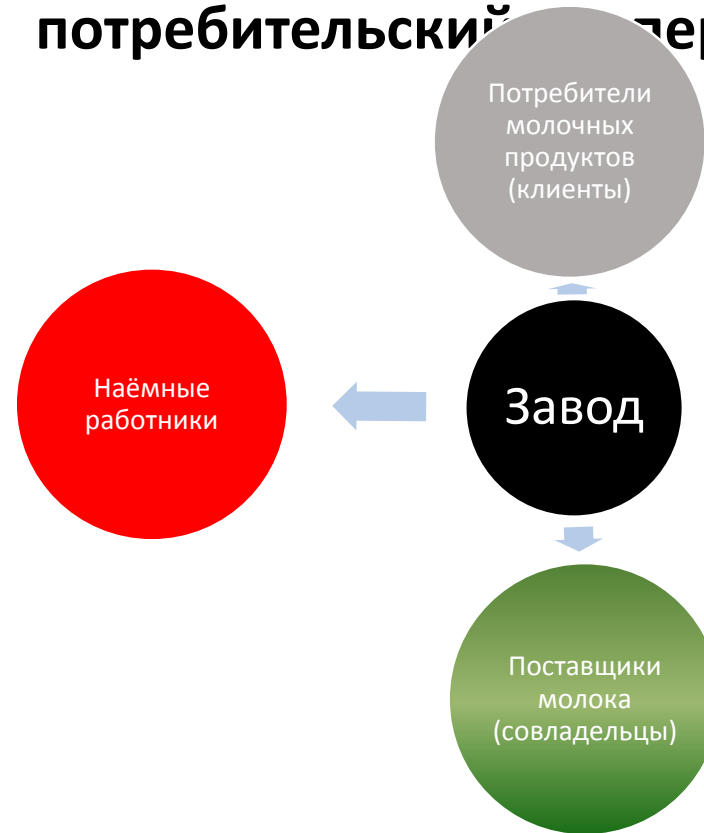 потребительский
Потребители
молочных
продуктов
(клиенты)
Наёмные
работники
Завод
Поставщики
молока
(совладельцы)